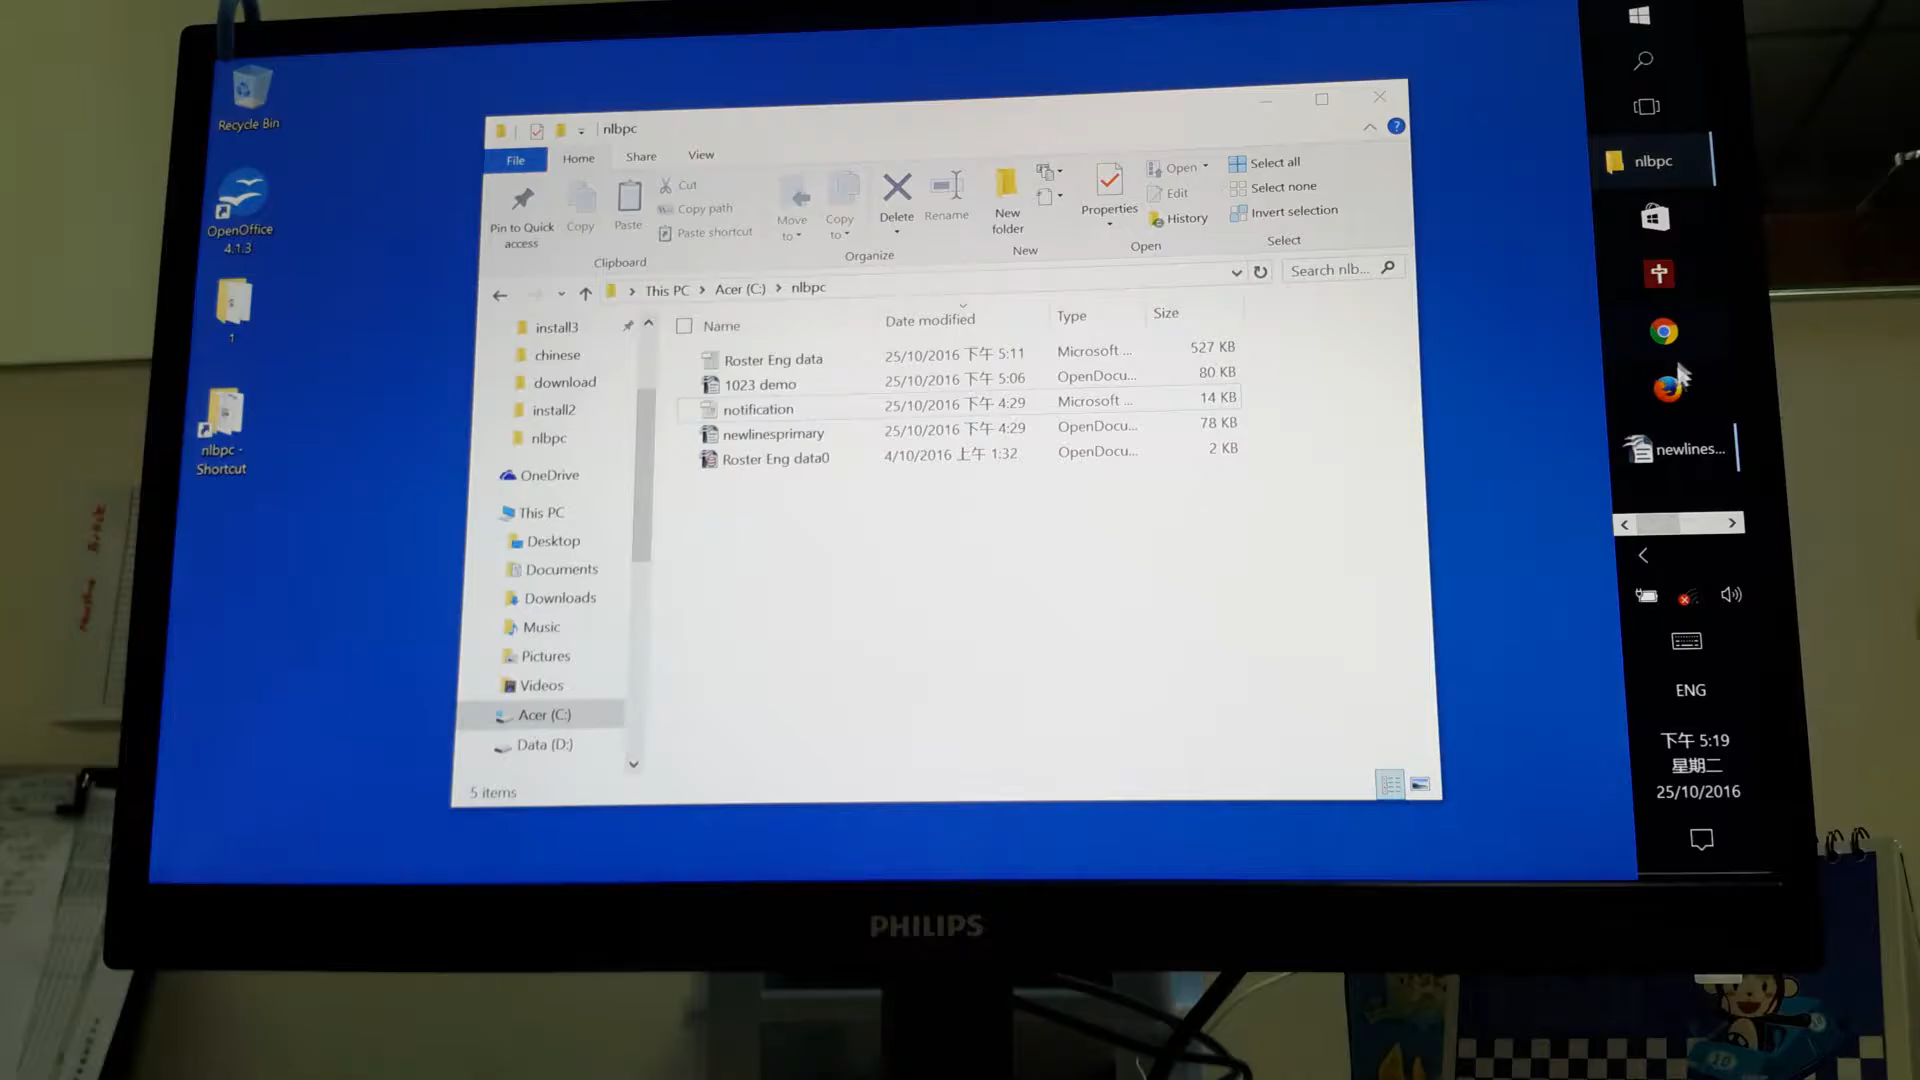 Recycle Bin
OpenOffice
4.1.3
1
nlbpc -
Shortcut
nlbpc
File
Home
Share
View
Pin to Quick
access
Copy
Paste
Cut
Copy path
Paste shortcut
Clipboard
Move
to
Copy
to
Delete
Rename
Organize
New
folder
New
Properties
Open
Edit
History
Open
Select all
Select none
Invert selection
Select
This PC > Acer (C:) > nlbpc
Search nlb...
install3
chinese
download
install2
nlbpc
OneDrive
This PC
Desktop
Documents
Downloads
Music
Pictures
Videos
Acer (C:)
Data (D:)
Name Date modified Type Size
Roster Eng data 25/10/2016 下午 5:11 Microsoft ... 527 KB
1023 demo 25/10/2016 下午 5:06 OpenDocu... 80 KB
notification 25/10/2016 下午 4:29 Microsoft ... 14 KB
newlinesprimary 25/10/2016 下午 4:29 OpenDocu... 78 KB
Roster Eng data0 4/10/2016 上午 1:32 OpenDocu... 2 KB
5 items
nlbpc
newlines...
ENG
下午 5:19
星期二
25/10/2016
PHILIPS